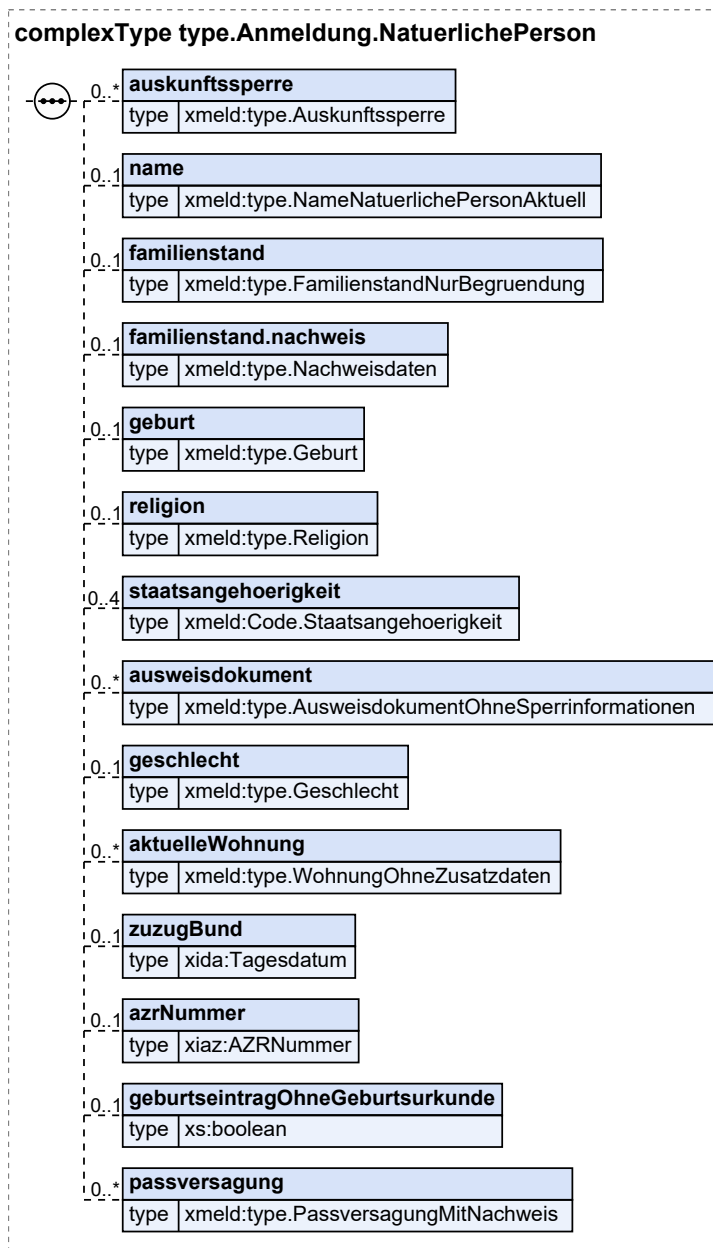 complexType type.Anmeldung.NatuerlichePerson
0..* auskunftssperre
type xmeld:type.Auskunftssperre
0..1 name
type xmeld:type.NameNatuerlichePersonAktuell
0..1 familienstand
type xmeld:type.FamilienstandNurBegruendung
0..1 familienstand.nachweis
type xmeld:type.Nachweisdaten
0..1 geburt
type xmeld:type.Geburt
0..1 religion
type xmeld:type.Religion
0..4 staatsangehoerigkeit
type xmeld:Code.Staatsangehoerigkeit
0..* ausweisdokument
type xmeld:type.AusweisdokumentOhneSperrinformationen
0..1 geschlecht
type xmeld:type.Geschlecht
0..* aktuelleWohnung
type xmeld:type.WohnungOhneZusatzdaten
0..1 zuzugBund
type xida:Tagesdatum
0..1 azrNummer
type xiaz:AZRNummer
0..1 geburtseintragOhneGeburtsurkunde
type xs:boolean
0..* passversagung
type xmeld:type.PassversagungMitNachweis